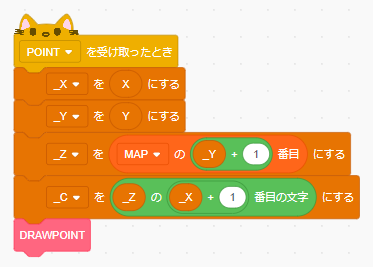 POINT を受け取ったとき
_X を X にする
_Y を Y にする
_Z を MAP の _Y + 1 番目 にする
_C を _Z の _X + 1 番目の文字 にする
DRAWPOINT